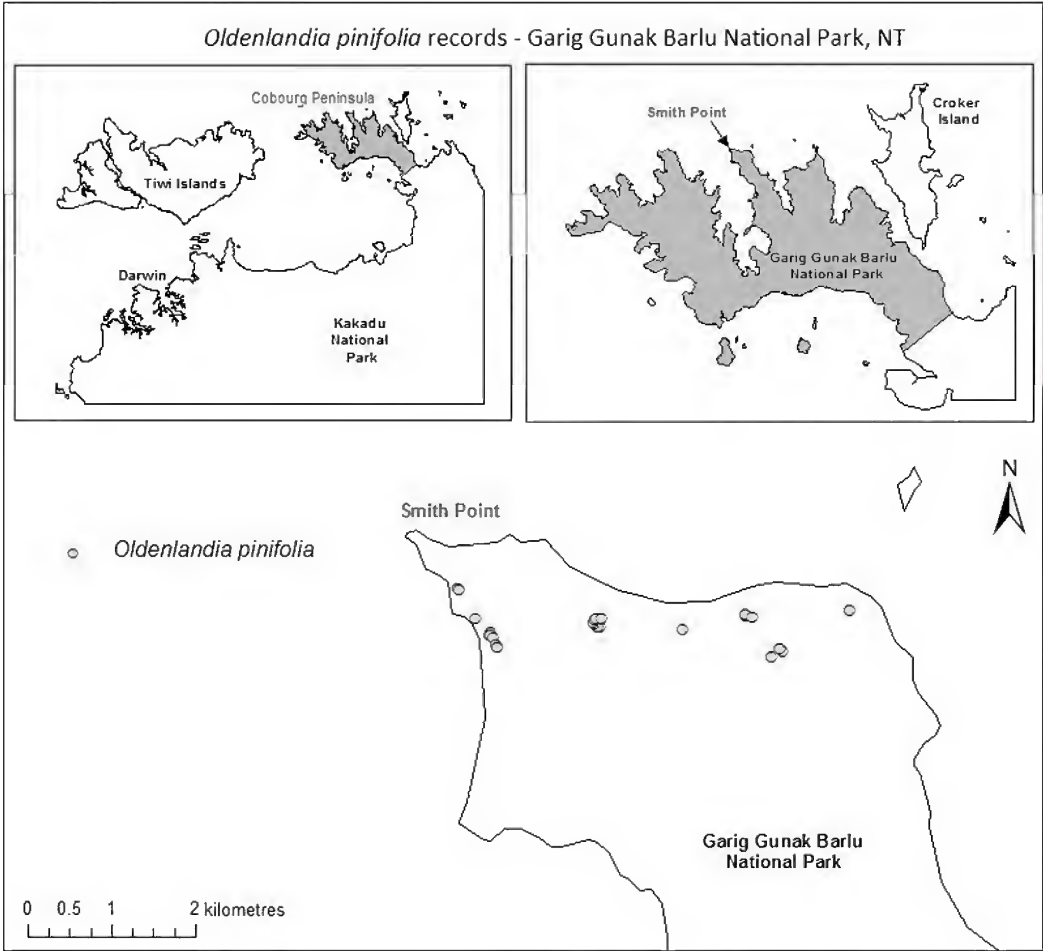 Oldenlandia pinifolia records - Garig Gunak Barlu National Park, NT
Cobourg Peninsula
Tiwi Islands
Darwin
Kakadu
National
Park
Smith Point
Croker
Island
Garig Gunak Barlu
National Park
Smith Point
N
Oldenlandia pinifolia
Garig Gunak Barlu
National Park
0 0.5 1 2 kilometres